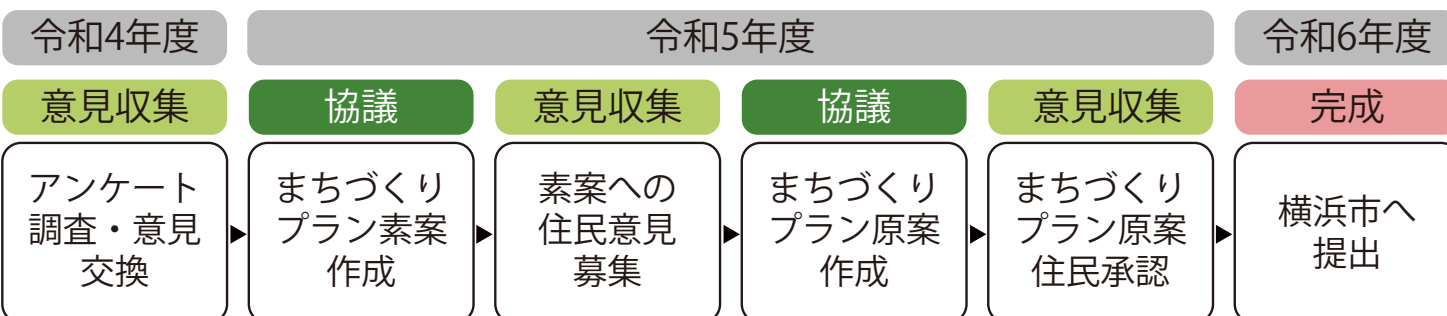 令和4年度
令和5年度
令和6年度
意見収集
協議
意見収集
協議
意見収集
完成
アンケート
調査・意見
交換
まちづくり
プラン素案
作成
素案への
住民意見
募集
まちづくり
プラン原案
作成
まちづくり
プラン原案
住民承認
横浜市へ
提出